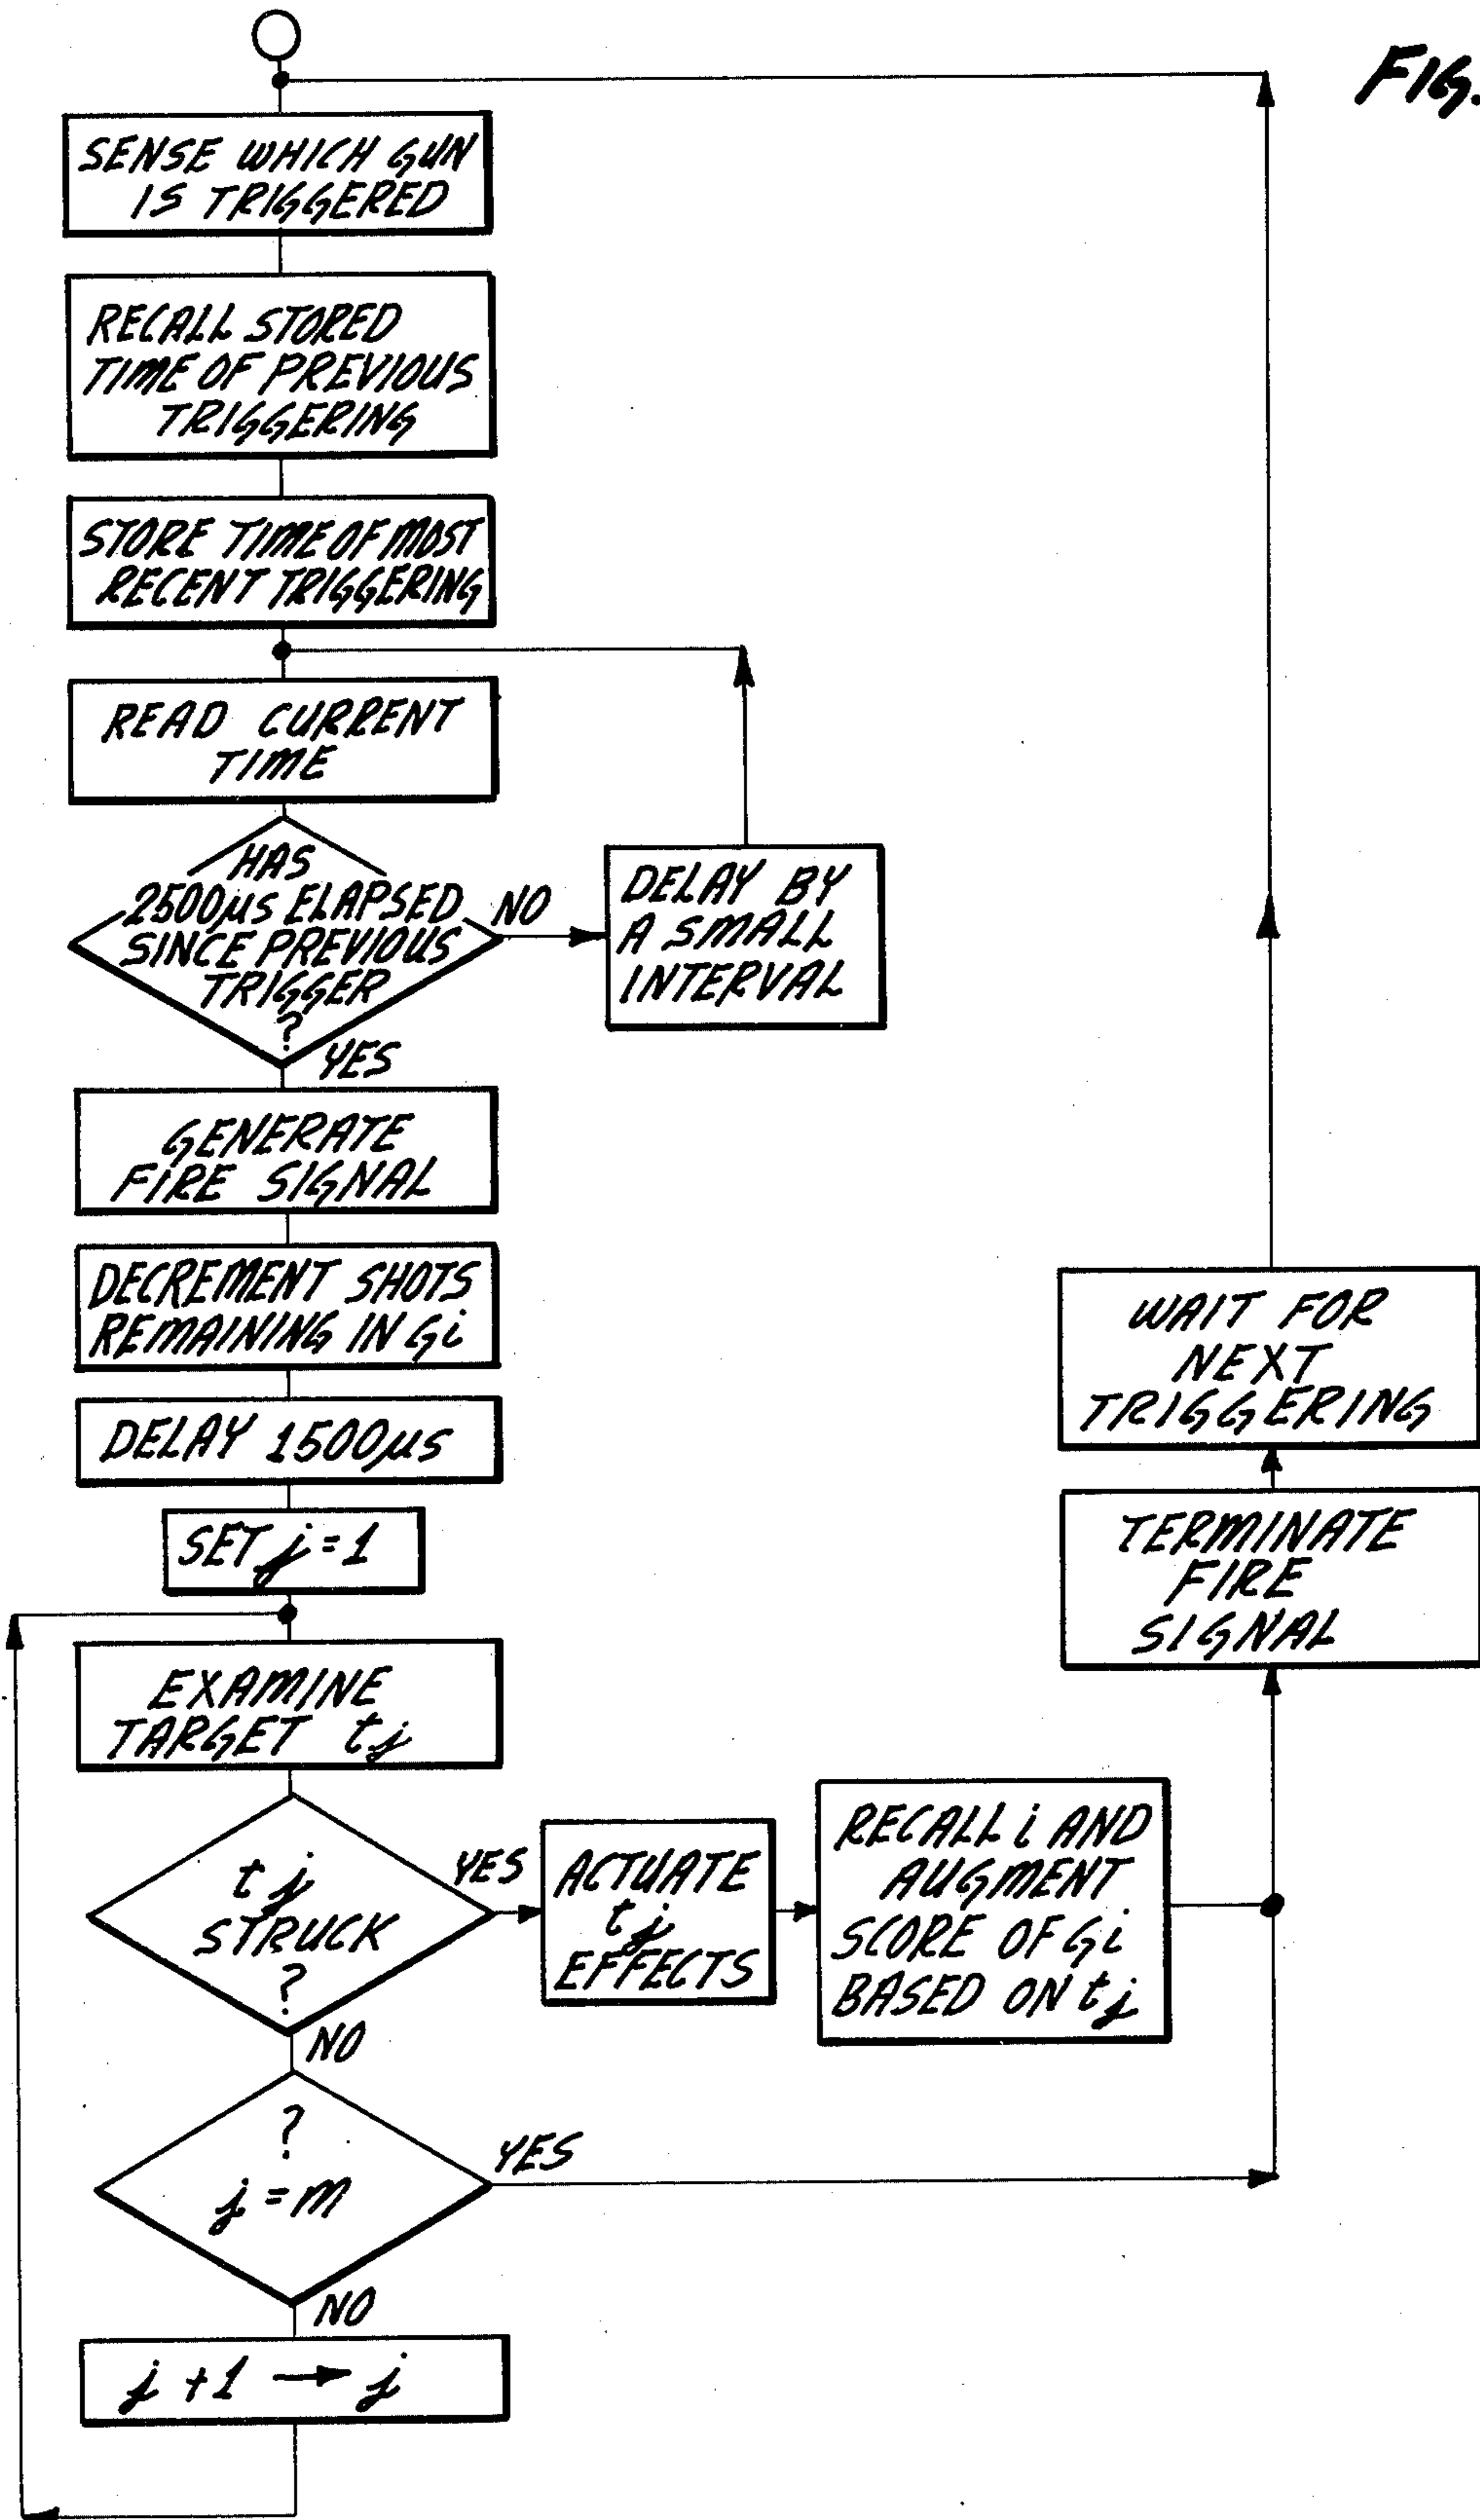 FIG.
SENSE WHICH GUN
IS TRIGGERED
RECALL STORED
TIME OF PREVIOUS
TRIGGERING
STORE TIME OF MOST
RECENT TRIGGERING
READ CURRENT
TIME
HAS
2500µs ELAPSED
SINCE PREVIOUS
TRIGGER
?
NO
DELAY BY
A SMALL
INTERVAL
YES
GENERATE
FIRE SIGNAL
DECREMENT SHOTS
REMAINING IN Gi
DELAY 1500µs
SET j=1
EXAMINE
TARGET tj
tj
STRUCK
?
YES
ACTUATE
tj
EFFECTS
RECALL i AND
AUGMENT
SCORE OF Gi
BASED ON tj
TERMINATE
FIRE
SIGNAL
WAIT FOR
NEXT
TRIGGERING
NO
?
j=m
YES
NO
j+1 → j